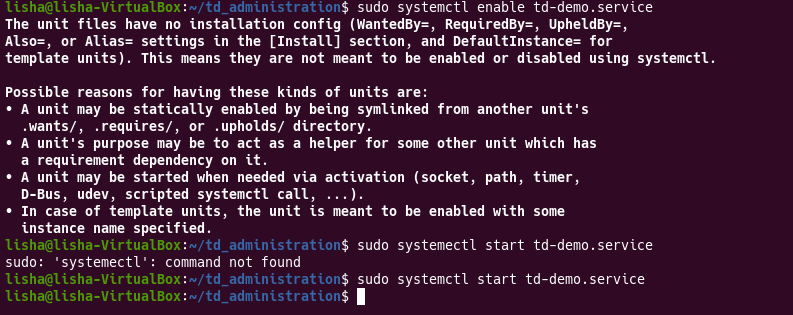 lisha@lisha-VirtualBox:~/td_administration$ sudo systemctl enable td-demo.service
The unit files have no installation config (WantedBy=, RequiredBy=, UpheldBy=,
Also=, or Alias= settings in the [Install] section, and DefaultInstance= for
template units). This means they are not meant to be enabled or disabled using systemctl.

Possible reasons for having these kinds of units are:
• A unit may be statically enabled by being symlinked from another unit's
  .wants/, .requires/, or .upholds/ directory.
• A unit's purpose may be to act as a helper for some other unit which has
  a requirement dependency on it.
• A unit may be started when needed via activation (socket, path, timer,
  D-Bus, udev, scripted systemctl call, ...).
• In case of template units, the unit is meant to be enabled with some
  instance name specified.
lisha@lisha-VirtualBox:~/td_administration$ sudo systemectl start td-demo.service
sudo: 'systemectl': command not found
lisha@lisha-VirtualBox:~/td_administration$ sudo systemctl start td-demo.service
lisha@lisha-VirtualBox:~/td_administration$